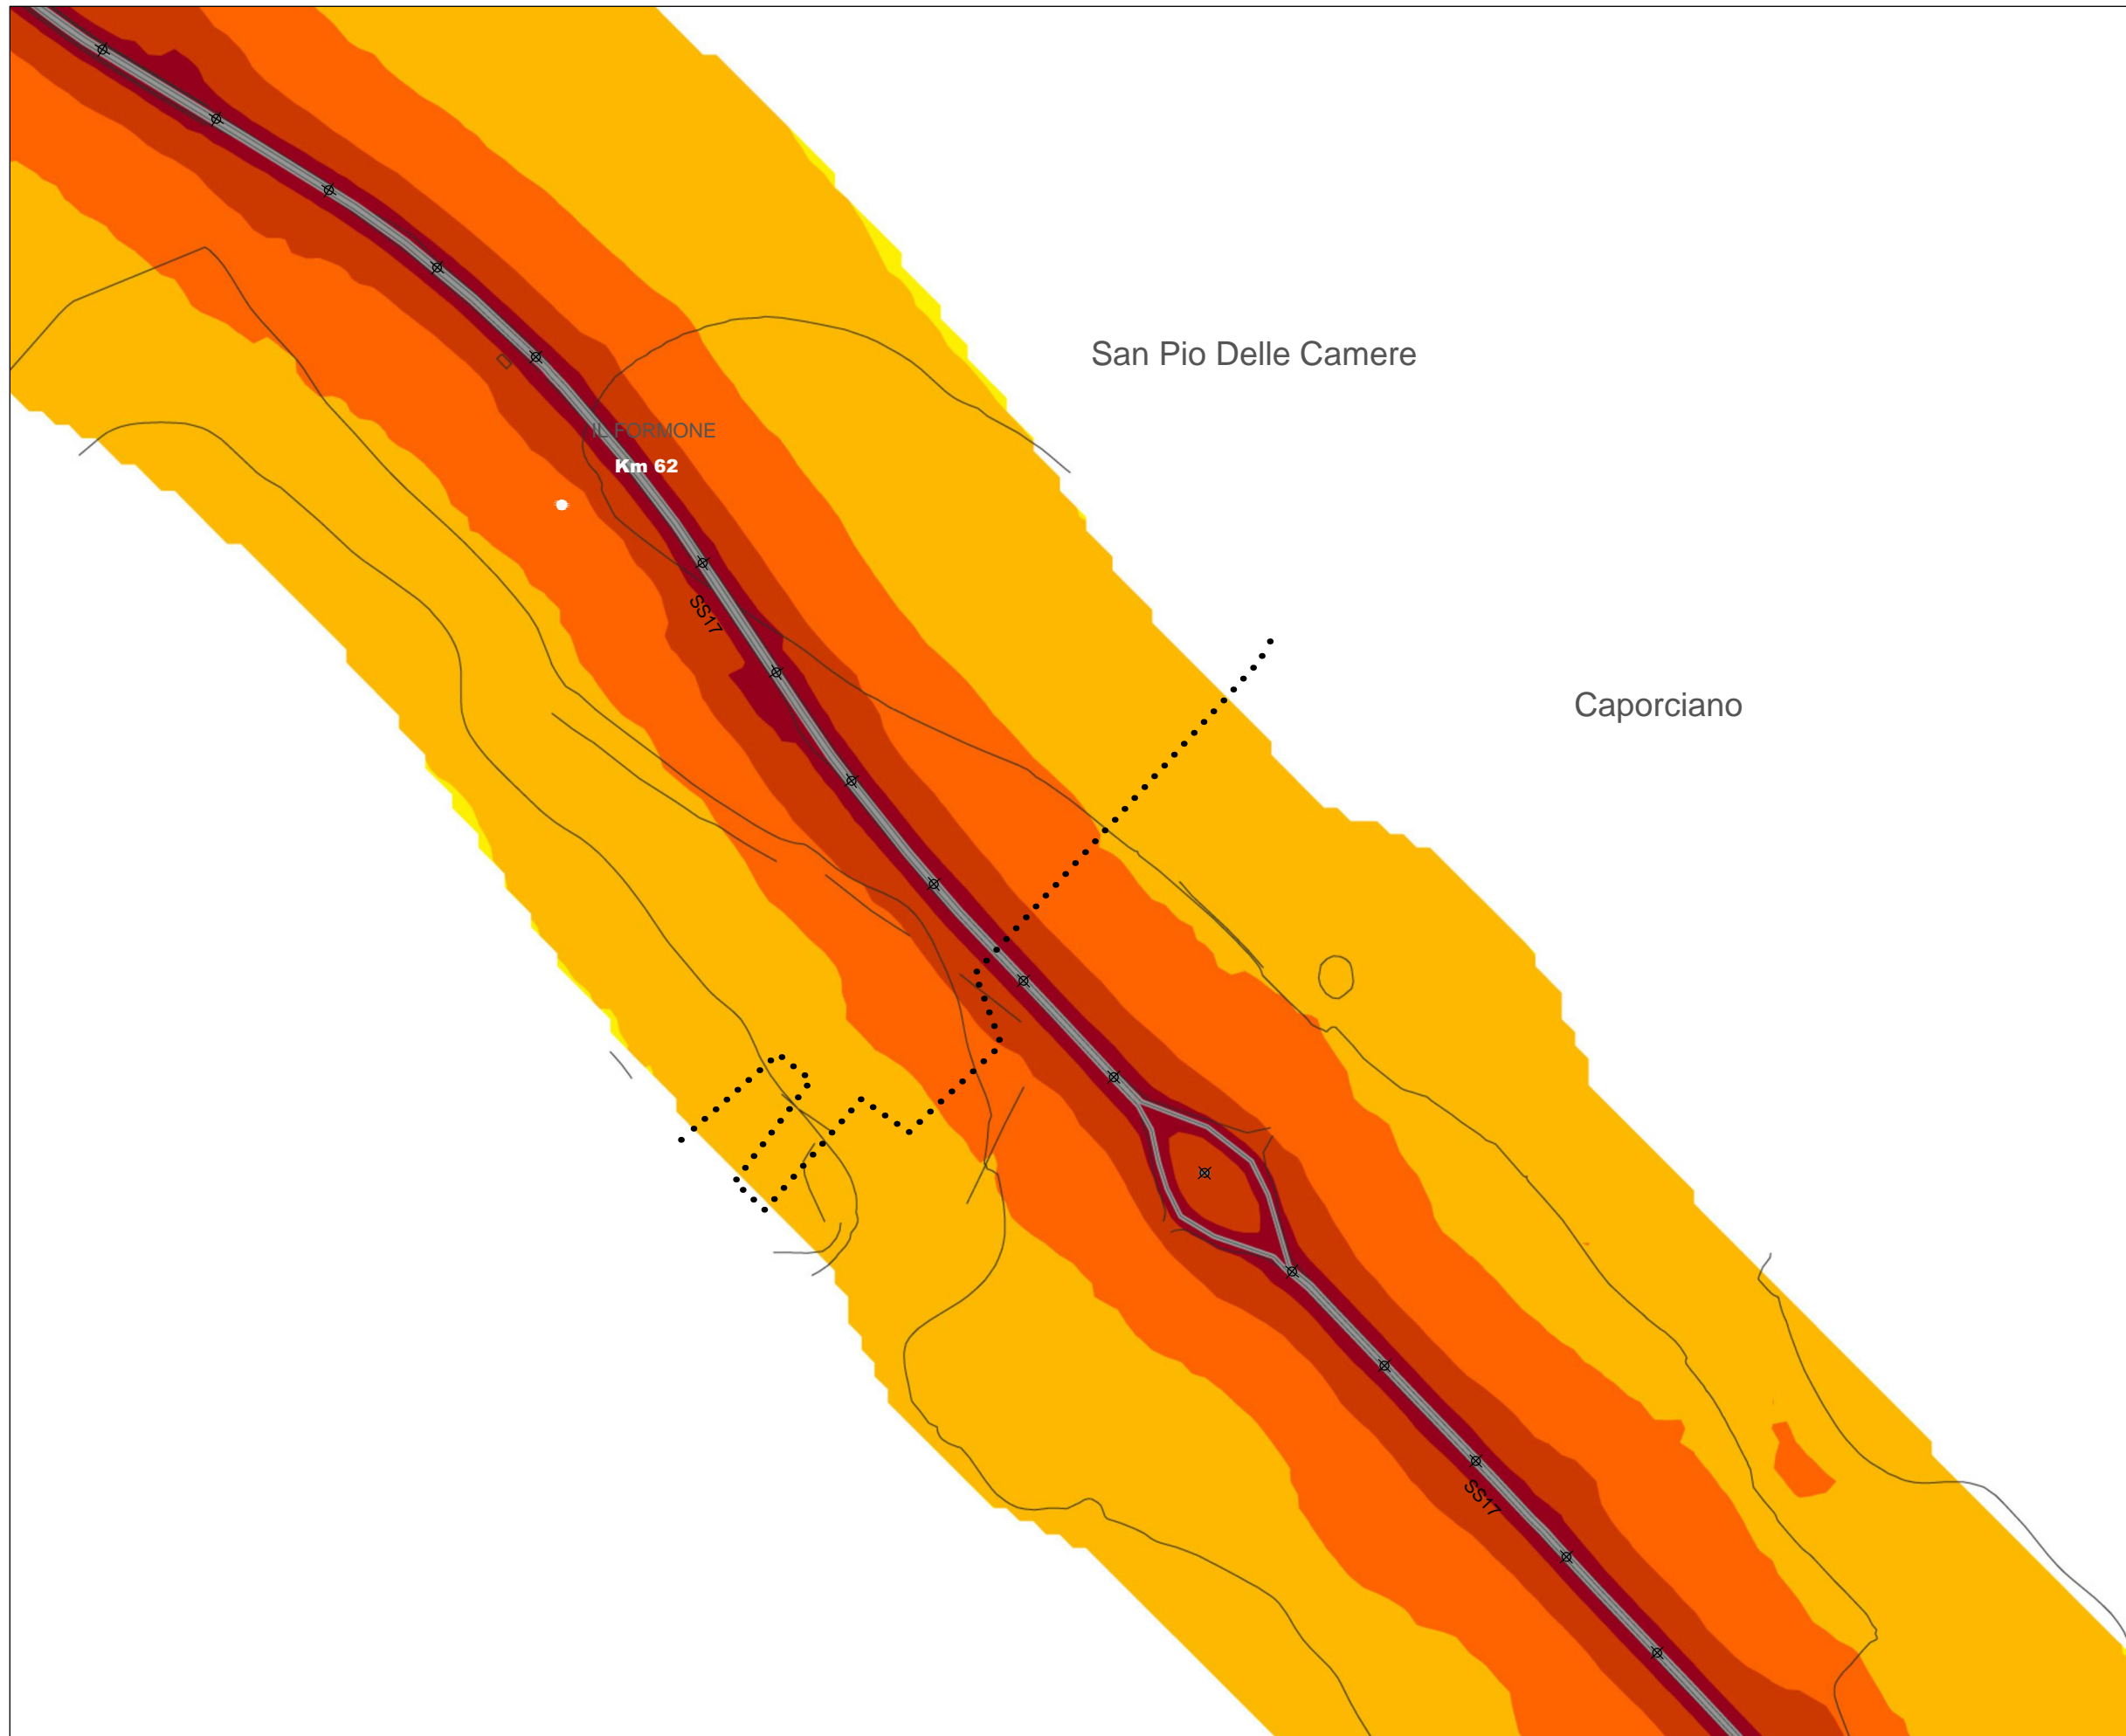 San Pio Delle Camere
IL FORMONE
Km 62
SS17
Caporciano
SS17